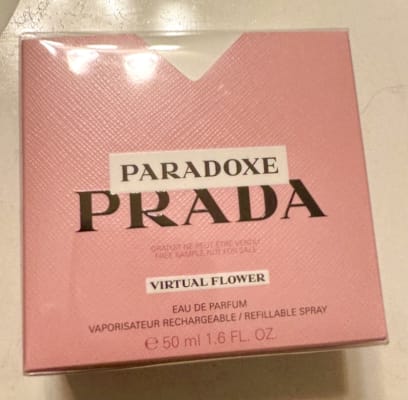 PARADOXE
PRADA
GRATUIT NE PEUT ÊTRE VENDU
FREE SAMPLE NOT FOR SALE
VIRTUAL FLOWER
EAU DE PARFUM
VAPORISATEUR RECHARGEABLE / REFILLABLE SPRAY
℮ 50 ml 1.6 FL. OZ.